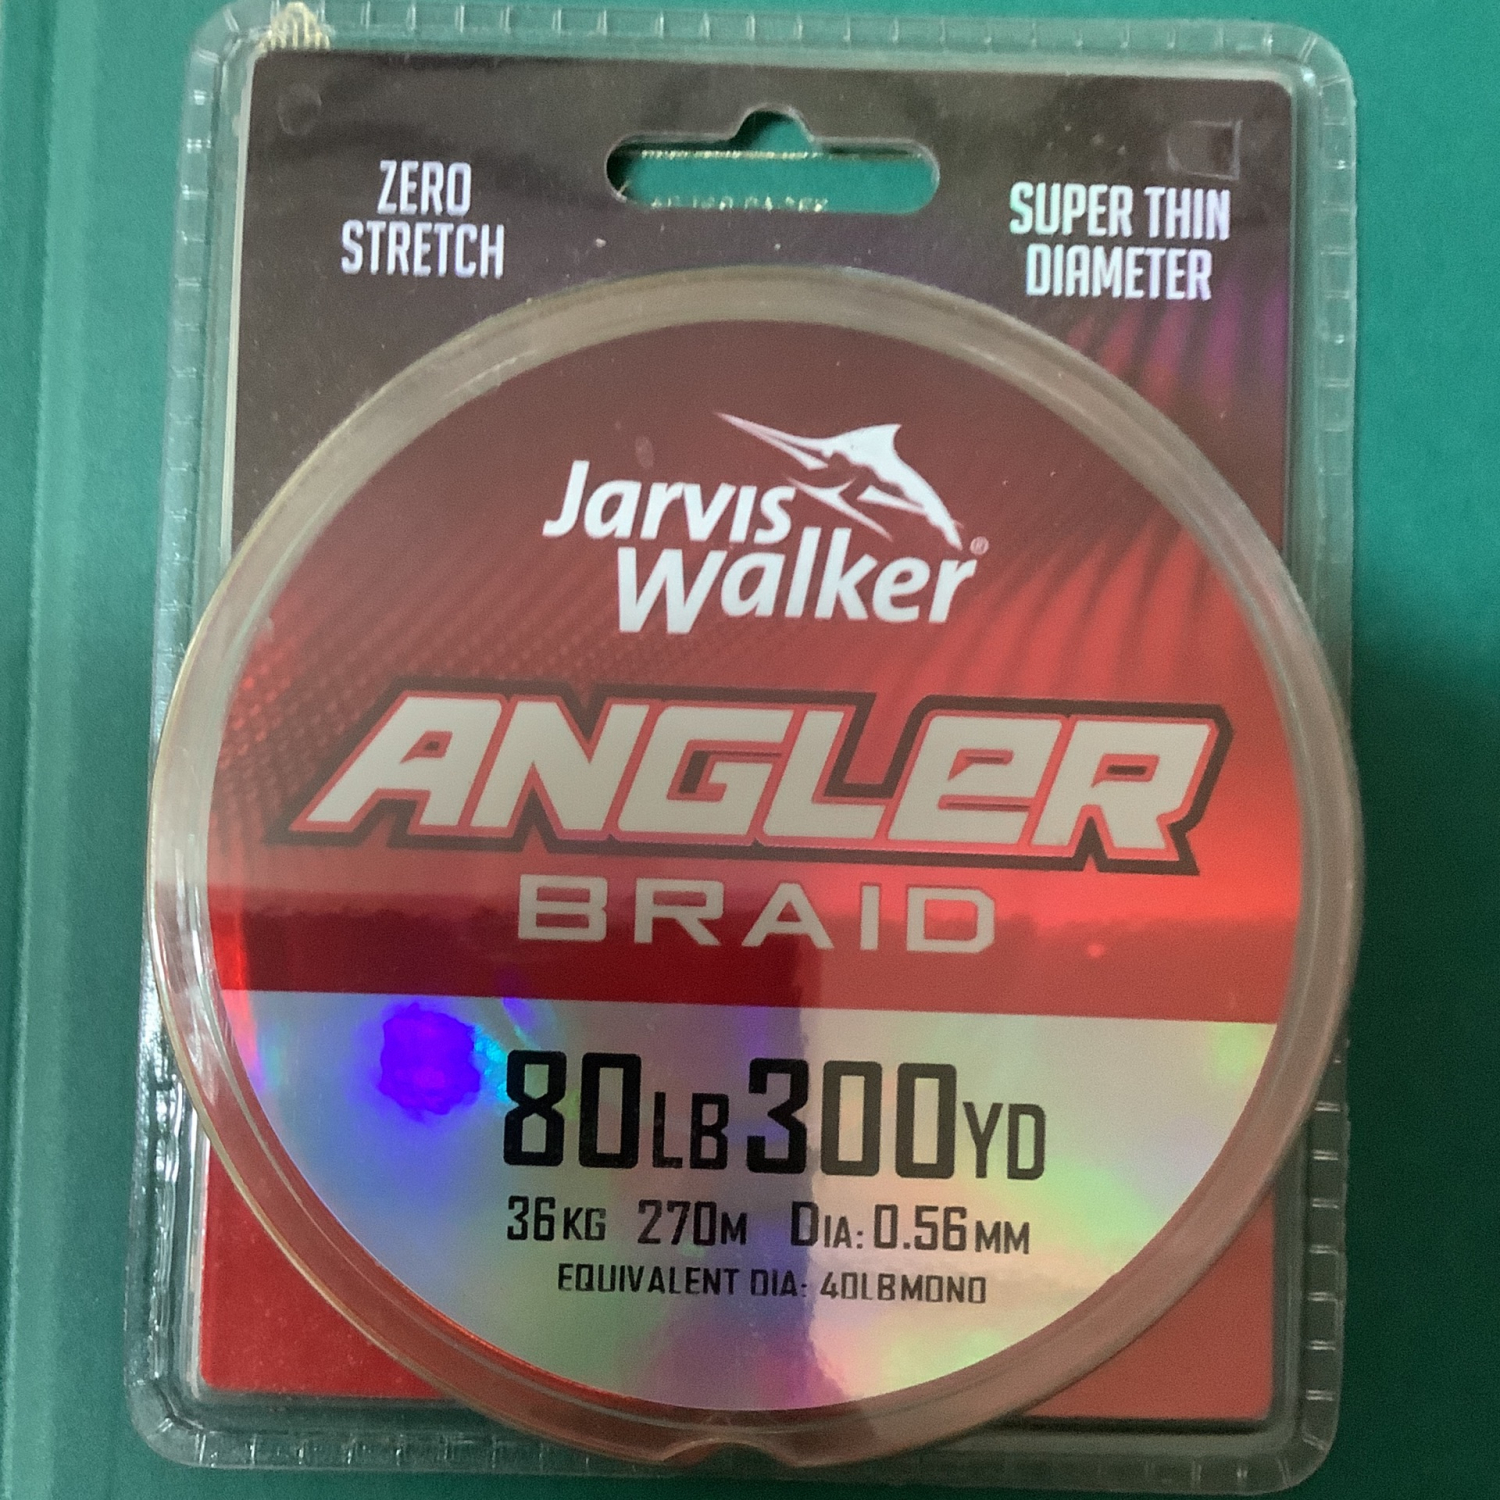 ZERO
STRETCH
SUPER THIN
DIAMETER
Jarvis
Walker®
ANGLER
BRAID
80LB 300YD
36KG 270M DIA: 0.56MM
EQUIVALENT DIA: 40LBMONO